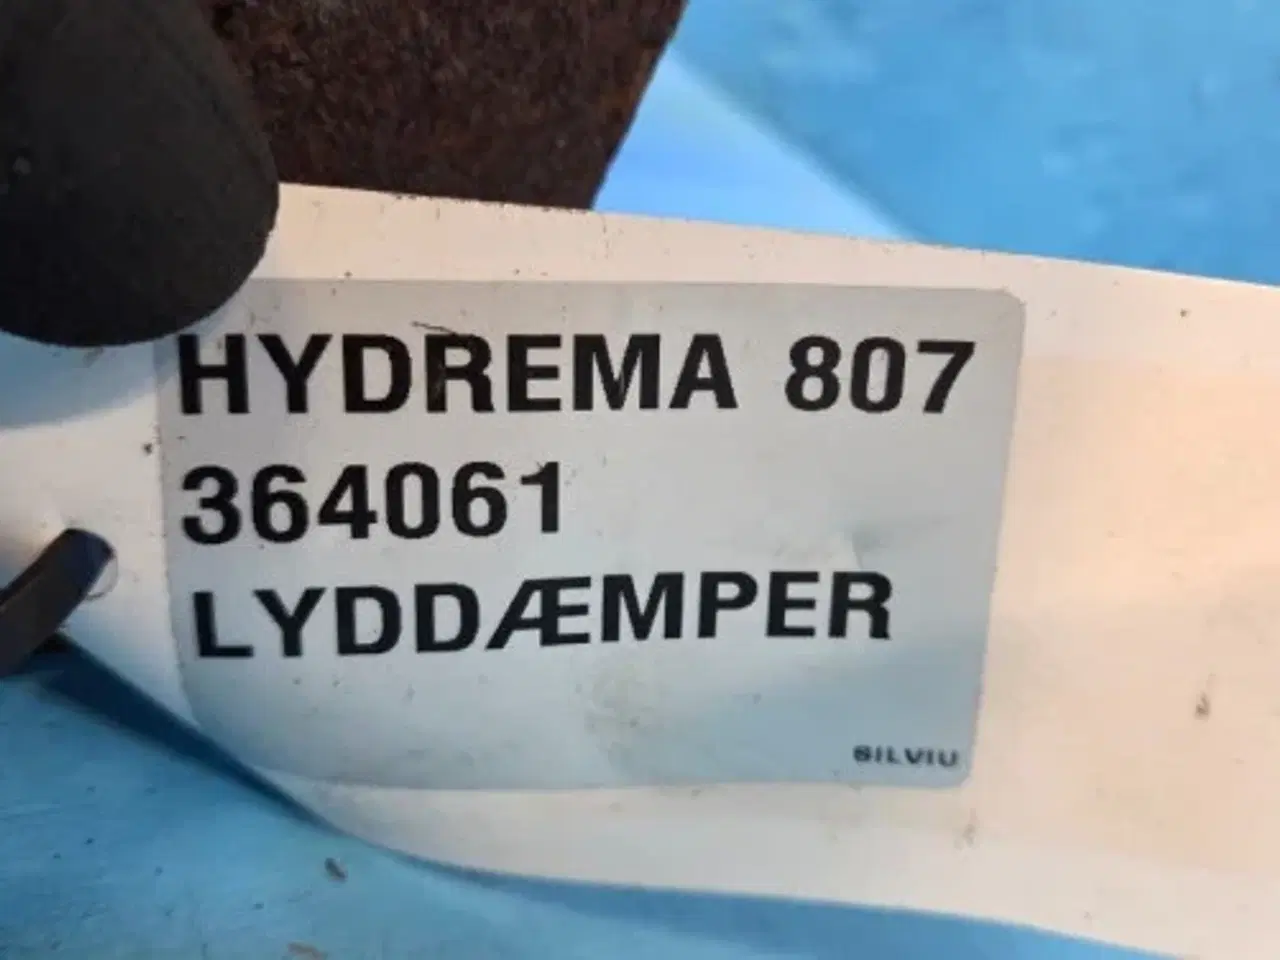 HYDREMA 807
364061
LYDDÆMPER
SILVIU